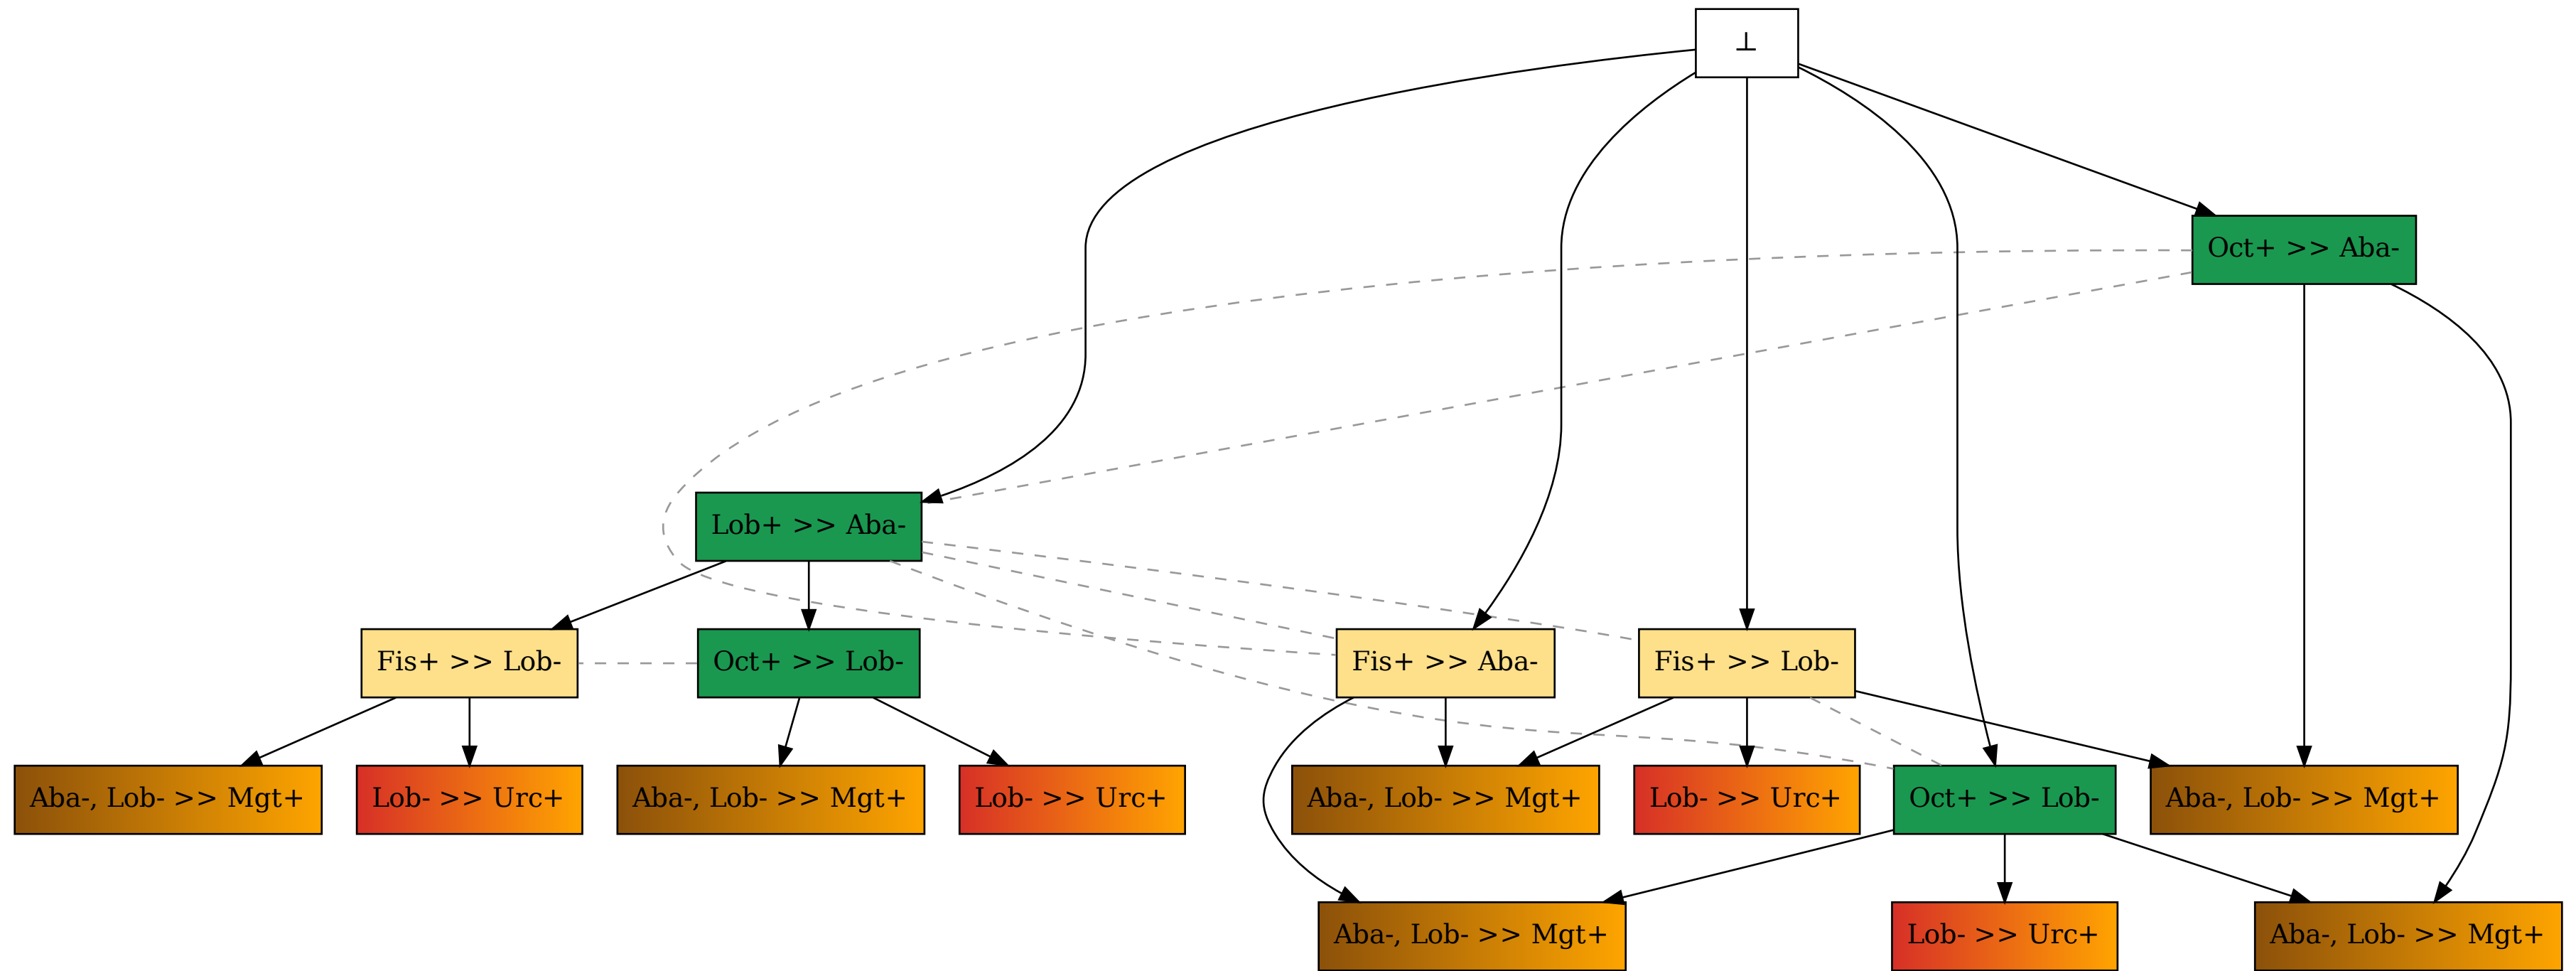 ⊥
Oct+ >> Aba-
Lob+ >> Aba-
Fis+ >> Lob-
Oct+ >> Lob-
Fis+ >> Aba-
Fis+ >> Lob-
Aba-, Lob- >> Mgt+
Lob- >> Urc+
Aba-, Lob- >> Mgt+
Lob- >> Urc+
Aba-, Lob- >> Mgt+
Lob- >> Urc+
Oct+ >> Lob-
Aba-, Lob- >> Mgt+
Aba-, Lob- >> Mgt+
Lob- >> Urc+
Aba-, Lob- >> Mgt+